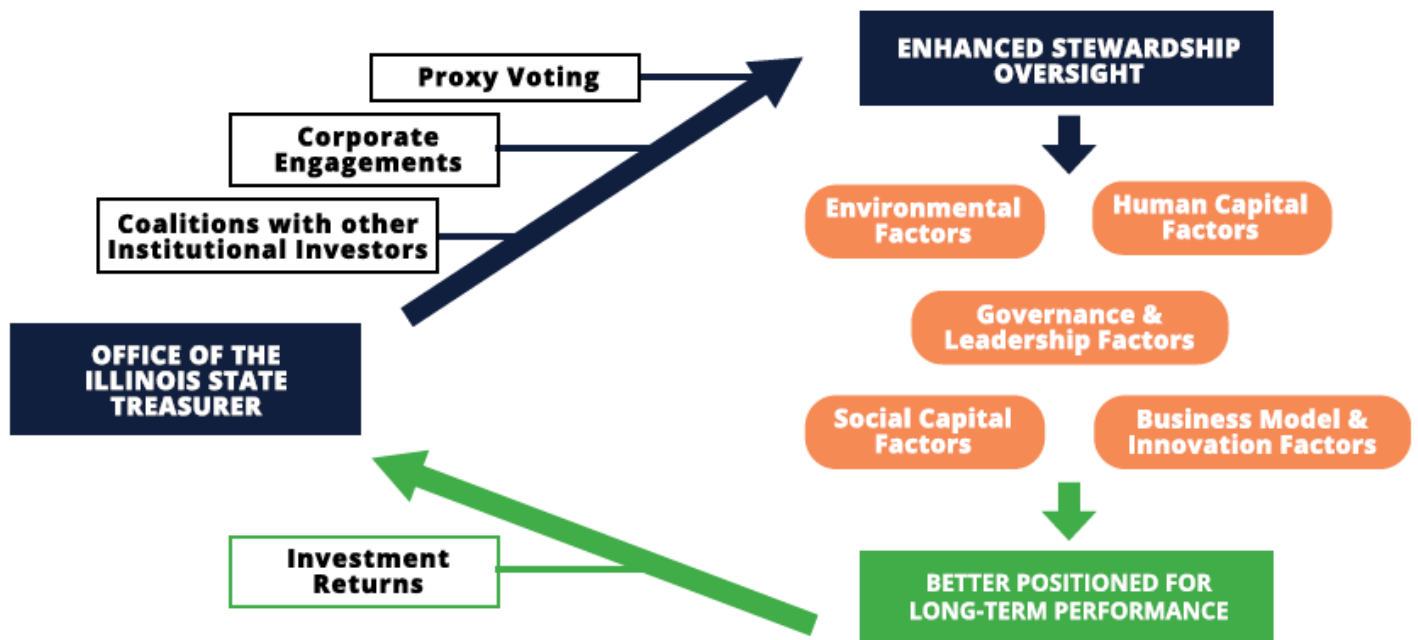 Proxy Voting
Corporate
Engagements
Coalitions with other
Institutional Investors
OFFICE OF THE
ILLINOIS STATE
TREASURER
ENHANCED STEWARDSHIP
OVERSIGHT
Environmental
Factors
Human Capital
Factors
Governance &
Leadership Factors
Social Capital
Factors
Business Model &
Innovation Factors
BETTER POSITIONED FOR
LONG-TERM PERFORMANCE
Investment
Returns